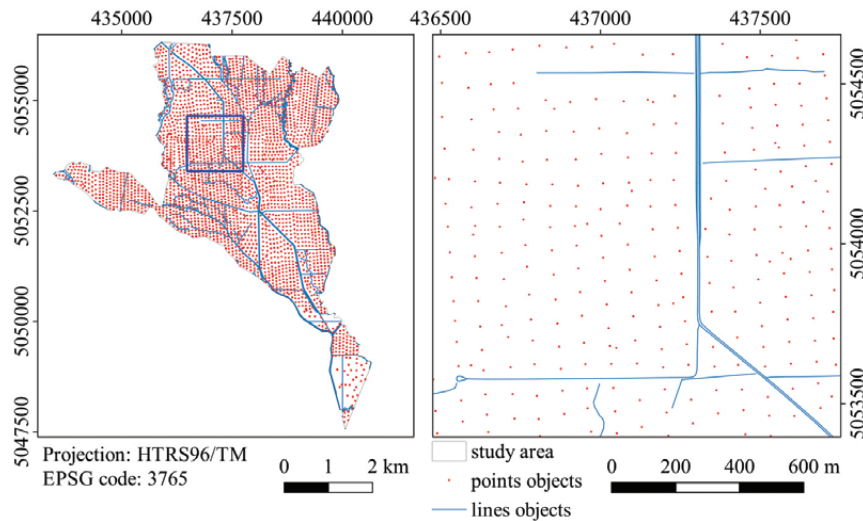 435000 437500 440000
436500 437000 437500
5055000
5052500
5050000
5047500
5054500
5054000
5053500
Projection: HTRS96/TM
EPSG code: 3765
0 1 2 km
study area
points objects
lines objects
0 200 400 600 m